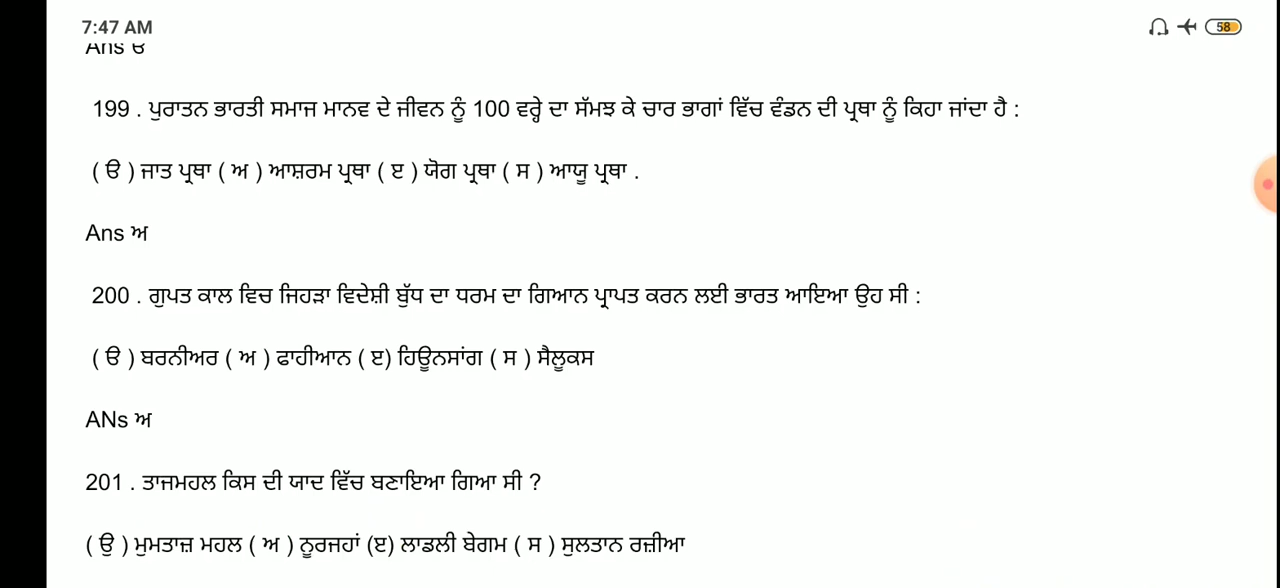 7:47 AM
58
Ans ੳ
199 . ਪੁਰਾਤਨ ਭਾਰਤੀ ਸਮਾਜ ਮਾਨਵ ਦੇ ਜੀਵਨ ਨੂੰ 100 ਵਰ੍ਹੇ ਦਾ ਸੱਮਝ ਕੇ ਚਾਰ ਭਾਗਾਂ ਵਿੱਚ ਵੰਡਨ ਦੀ ਪ੍ਰਥਾ ਨੂੰ ਕਿਹਾ ਜਾਂਦਾ ਹੈ :
( ੳ ) ਜਾਤ ਪ੍ਰਥਾ ( ਅ ) ਆਸ਼ਰਮ ਪ੍ਰਥਾ ( ੲ ) ਯੋਗ ਪ੍ਰਥਾ ( ਸ ) ਆਯੂ ਪ੍ਰਥਾ .
Ans ਅ
200 . ਗੁਪਤ ਕਾਲ ਵਿਚ ਜਿਹੜਾ ਵਿਦੇਸ਼ੀ ਬੁੱਧ ਦਾ ਧਰਮ ਦਾ ਗਿਆਨ ਪ੍ਰਾਪਤ ਕਰਨ ਲਈ ਭਾਰਤ ਆਇਆ ਉਹ ਸੀ :
( ੳ ) ਬਰਨੀਅਰ ( ਅ ) ਫਾਹੀਆਨ ( ੲ) ਹਿਊਨਸਾਂਗ ( ਸ ) ਸੈਲੂਕਸ
ANs ਅ
201 . ਤਾਜਮਹਲ ਕਿਸ ਦੀ ਯਾਦ ਵਿੱਚ ਬਣਾਇਆ ਗਿਆ ਸੀ ?
( ਉ ) ਮੁਮਤਾਜ਼ ਮਹਲ ( ਅ ) ਨੂਰਜਹਾਂ (ੲ) ਲਾਡਲੀ ਬੇਗਮ ( ਸ ) ਸੁਲਤਾਨ ਰਜ਼ੀਆ